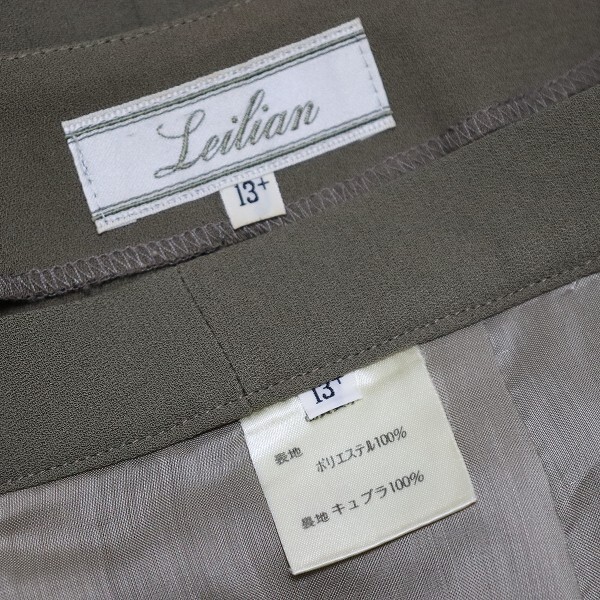 Leilian
13+
13+
表地 ポリエステル100%
裏地 キュプラ100%